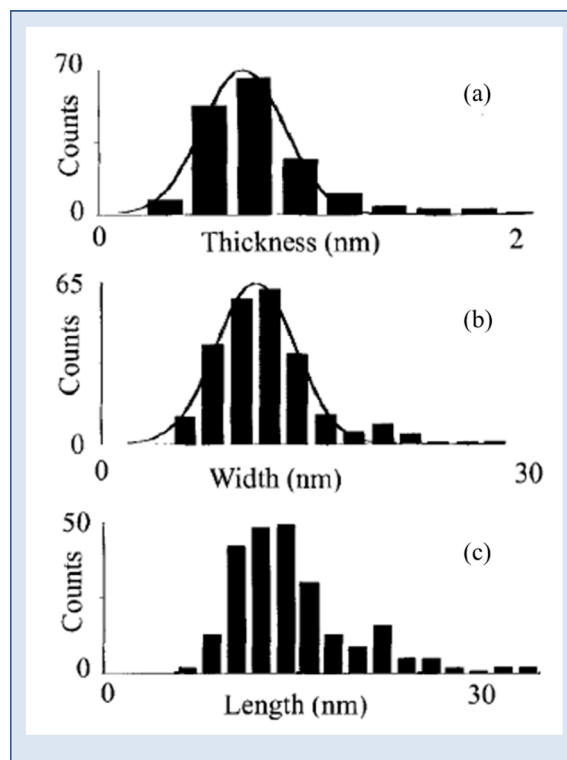 70
(a)
Counts
0
0
Thickness (nm)
2
65
(b)
Counts
0
0
Width (nm)
30
50
(c)
Counts
0
0
30
Length (nm)